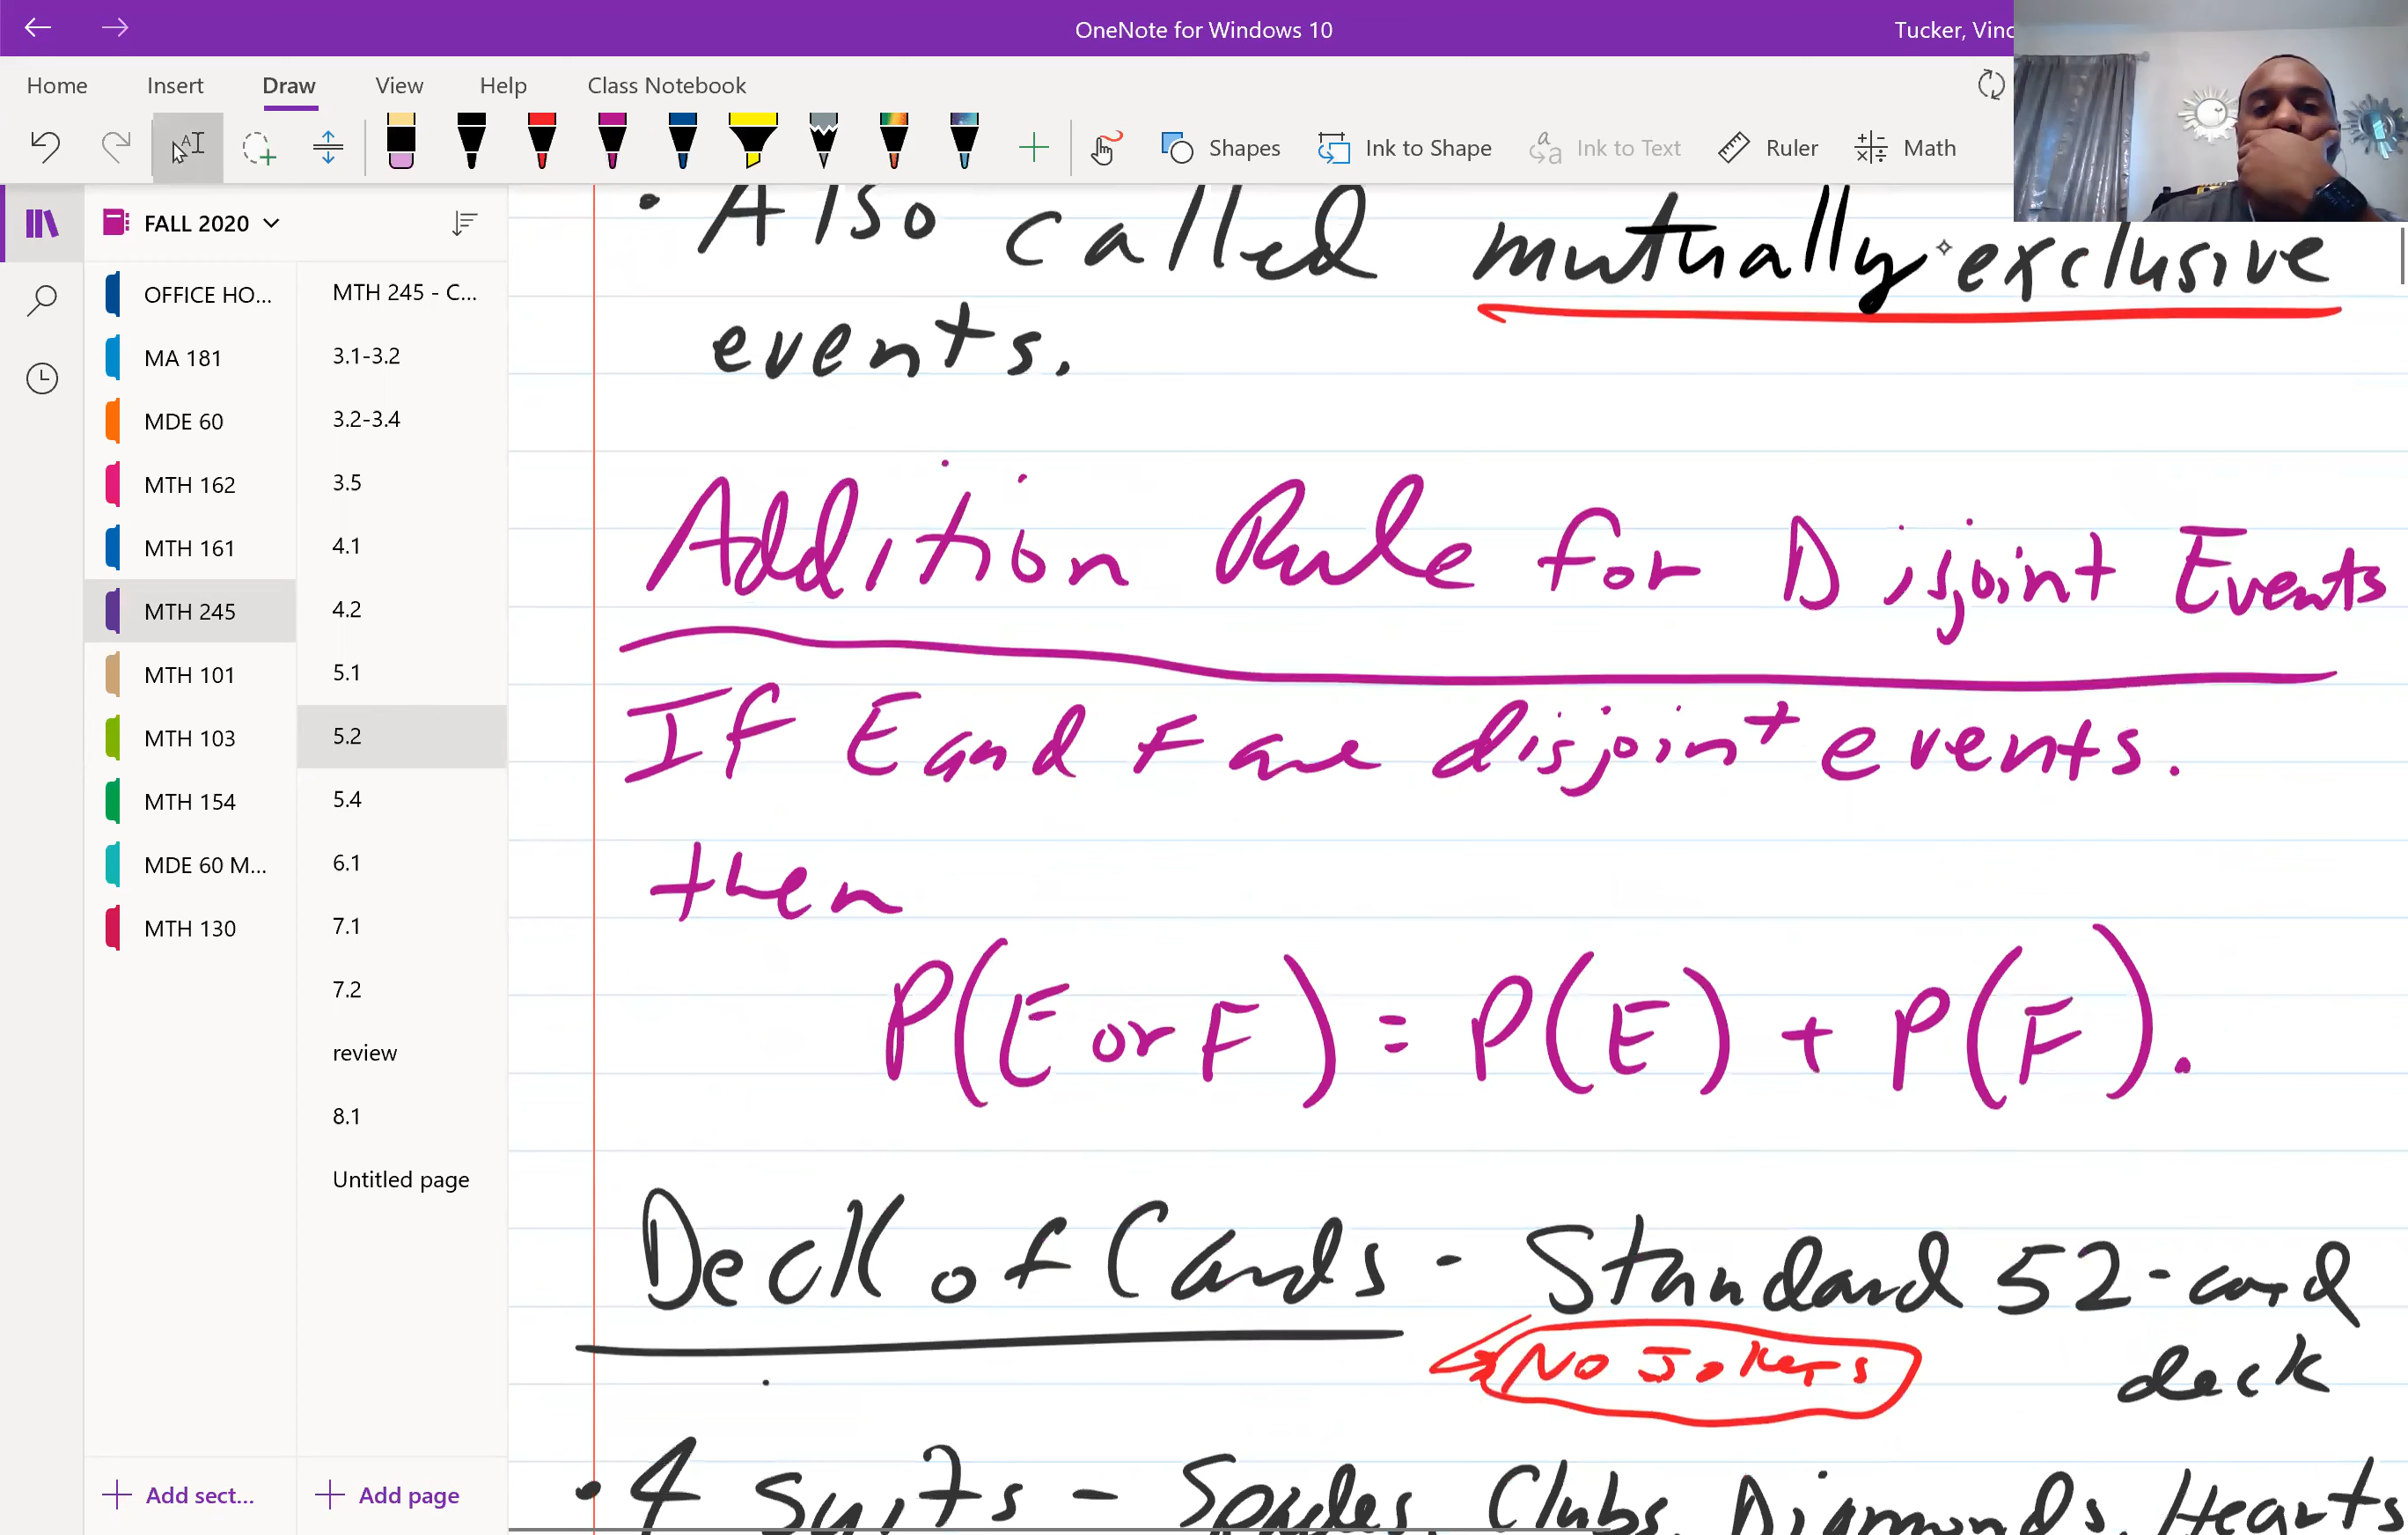 OneNote for Windows 10
Tucker, Vinc
Home Insert Draw View Help Class Notebook
Shapes Ink to Shape Ink to Text Ruler Math
FALL 2020
OFFICE HO...
MA 181
MDE 60
MTH 162
MTH 161
MTH 245
MTH 101
MTH 103
MTH 154
MDE 60 M...
MTH 130
Add sect...
MTH 245 - C...
3.1-3.2
3.2-3.4
3.5
4.1
4.2
5.1
5.2
5.4
6.1
7.1
7.2
review
8.1
Untitled page
Add page
• Also called mutually exclusive
events.
Addition Rule for Disjoint Events
If E and F are disjoint events.
then
P(E or F) = P(E) + P(F).
Deck of Cards - Standard 52-card
No Jokers deck
• 4 suits - Spades, Clubs, Diamonds, Hearts